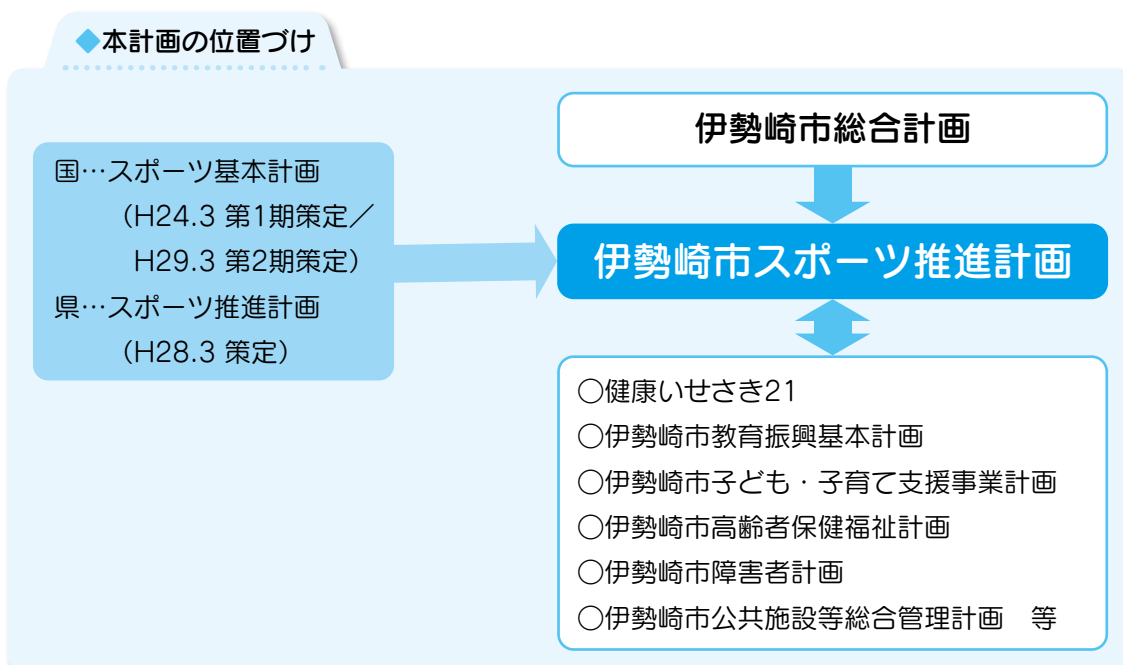 ◆本計画の位置づけ
国…スポーツ基本計画
（H24.3 第1期策定／
H29.3 第2期策定）
県…スポーツ推進計画
（H28.3 策定）
伊勢崎市総合計画
伊勢崎市スポーツ推進計画
○健康いせさき21
○伊勢崎市教育振興基本計画
○伊勢崎市子ども・子育て支援事業計画
○伊勢崎市高齢者保健福祉計画
○伊勢崎市障害者計画
○伊勢崎市公共施設等総合管理計画　等